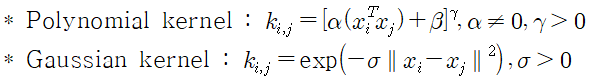 * Polynomial kernel : k_{i,j}=[α(x_i^T x_j)+β]^γ, α≠0, γ>0
* Gaussian kernel : k_{i,j}=exp(-σ∥x_i-x_j∥^2), σ>0